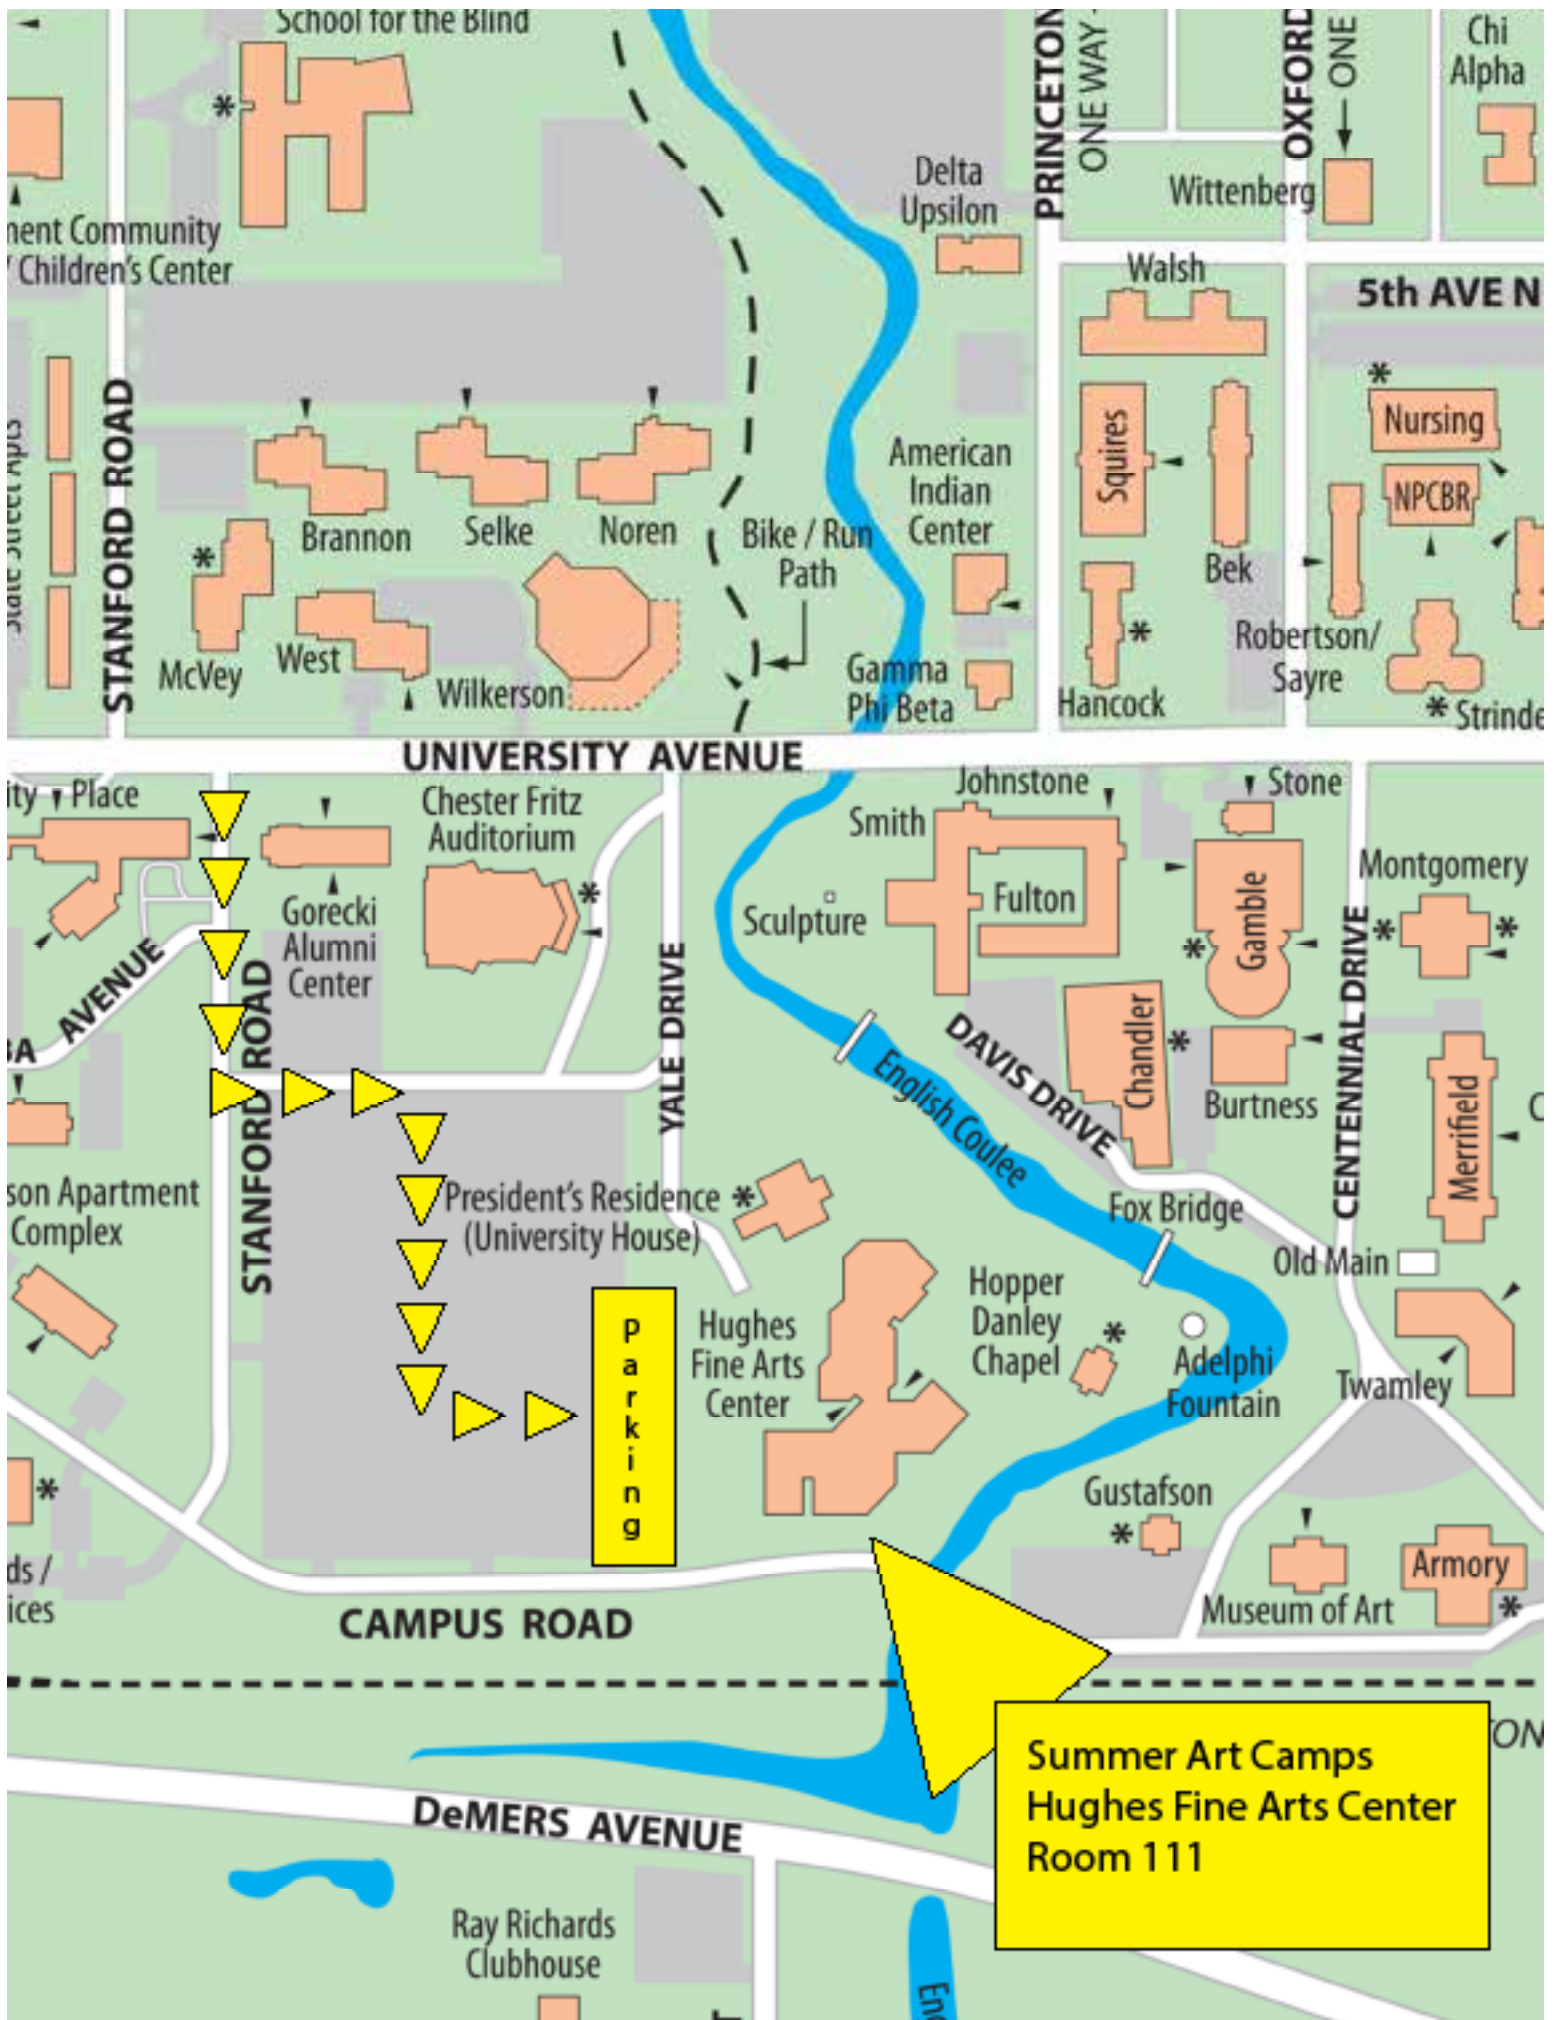 School for the Blind
PRINCETON
ONE WAY
OXFORD
ONE
Chi
Alpha
Delta
Upsilon
Wittenberg
Community
Children's Center
Walsh
5th AVE N
STANFORD ROAD
State Street Apts
Squires
Nursing
American
Indian
Center
NPCBR
Brannon
Selke
Noren
Bike / Run
Path
Bek
McVey
West
Wilkerson
Gamma
Phi Beta
Hancock
Robertson/
Sayre
UNIVERSITY AVENUE
Place
Chester Fritz
Auditorium
Johnstone
Smith
Stone
Montgomery
Gorecki
Alumni
Center
Sculpture
Fulton
Gamble
AVENUE
STANFORD ROAD
YALE DRIVE
English Coulee
DAVIS DRIVE
Chandler
Burtness
CENTENNIAL DRIVE
Merrifield
Apartment
Complex
President's Residence
(University House)
Fox Bridge
Old Main
Parking
Hughes
Fine Arts
Center
Hopper
Danley
Chapel
Adelphi
Fountain
Twamley
Gustafson
Museum of Art
Armory
CAMPUS ROAD
Summer Art Camps
Hughes Fine Arts Center
Room 111
DeMERS AVENUE
Ray Richards
Clubhouse